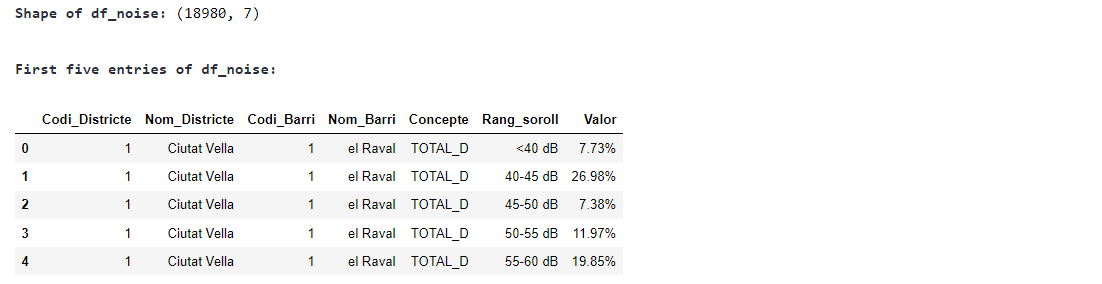 Shape of df_noise: (18980, 7)
First five entries of df_noise:
Codi_Districte Nom_Districte Codi_Barri Nom_Barri Concepte Rang_soroll Valor
0 1 Ciutat Vella 1 el Raval TOTAL_D <40 dB 7.73%
1 1 Ciutat Vella 1 el Raval TOTAL_D 40-45 dB 26.98%
2 1 Ciutat Vella 1 el Raval TOTAL_D 45-50 dB 7.38%
3 1 Ciutat Vella 1 el Raval TOTAL_D 50-55 dB 11.97%
4 1 Ciutat Vella 1 el Raval TOTAL_D 55-60 dB 19.85%